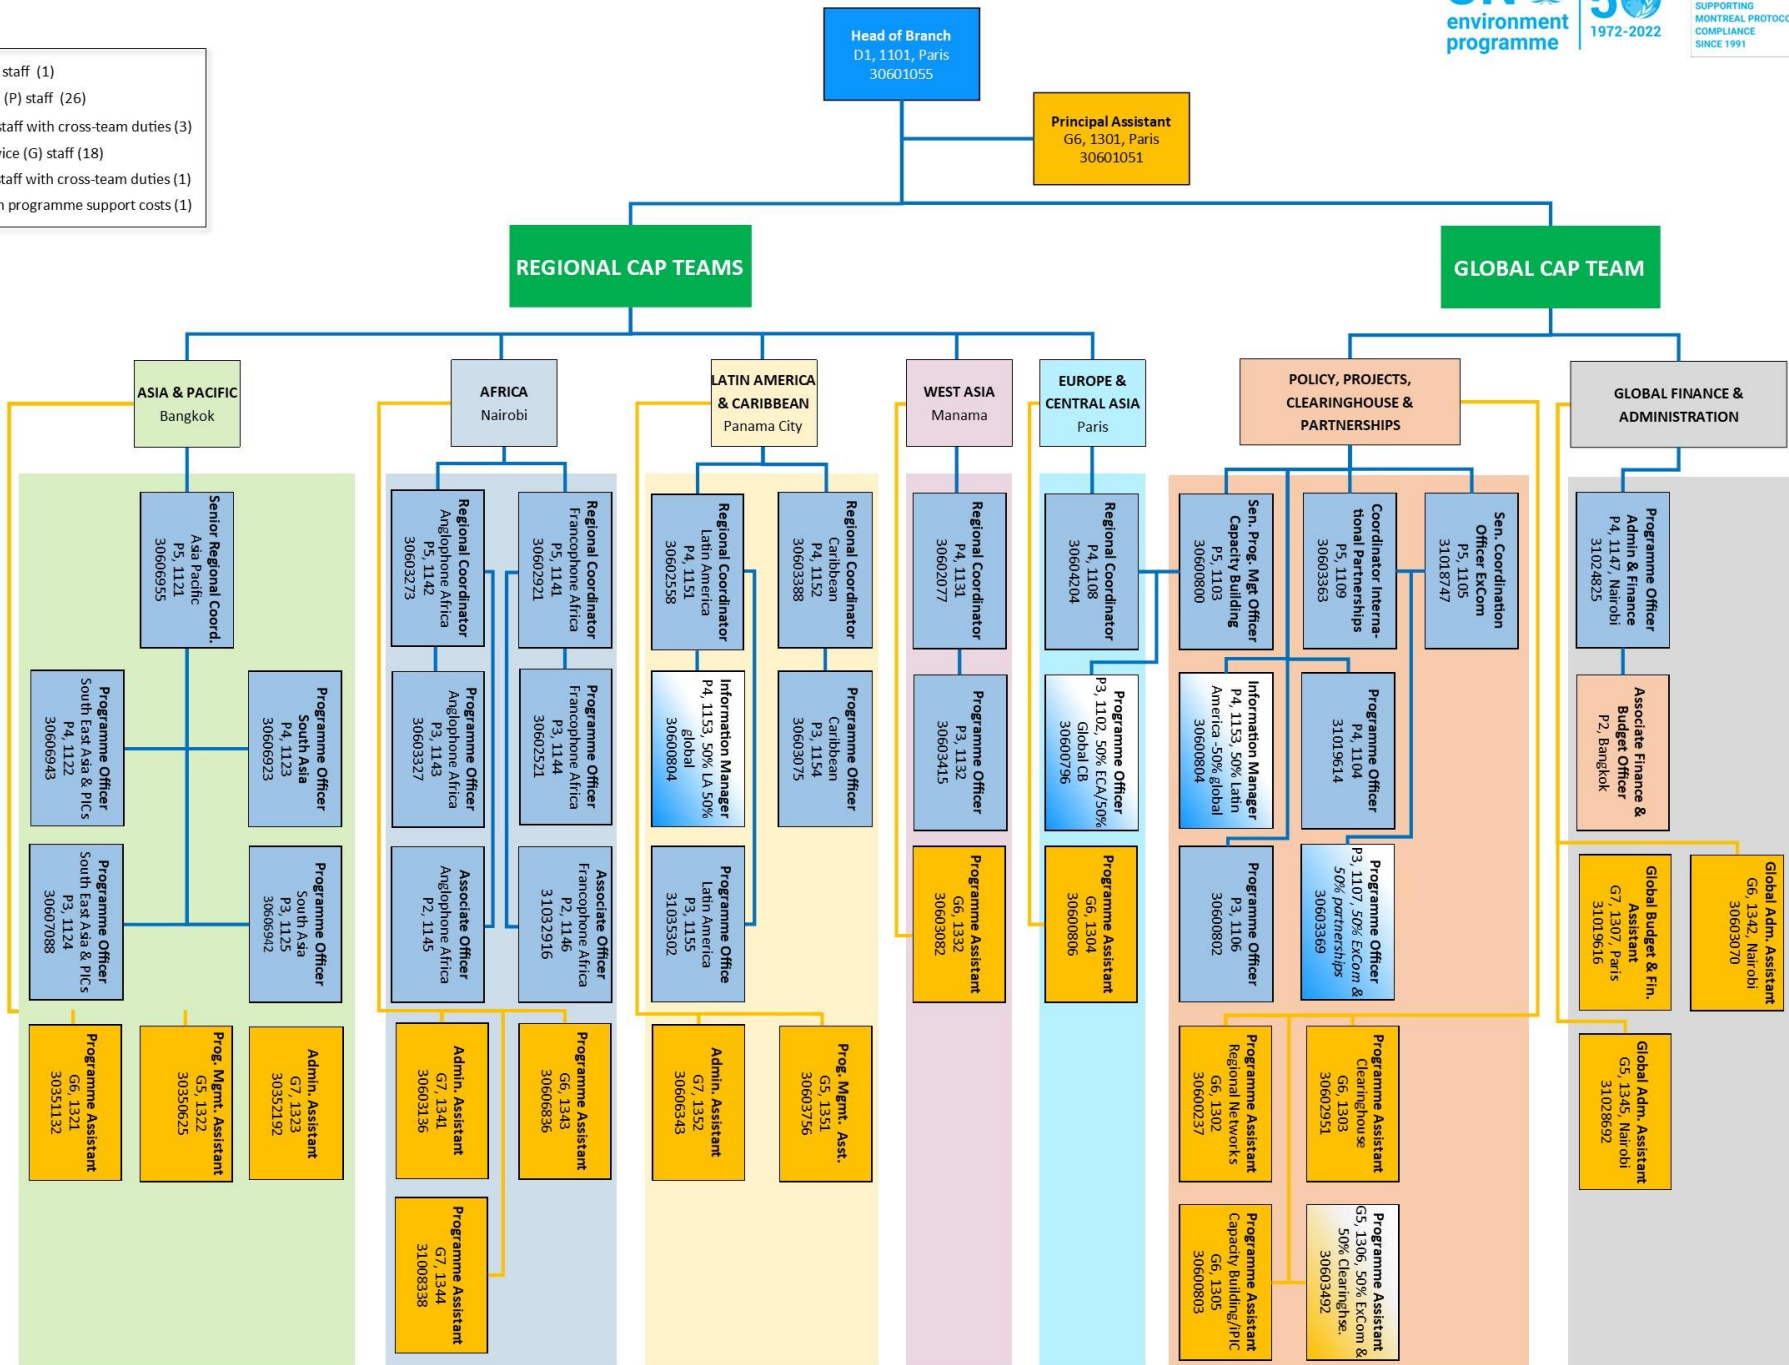 environment
programme
1972-2022
SUPPORTING
MONTREAL PROTOCO
COMPLIANCE
SINCE 1991
staff (1)
(P) staff (26)
staff with cross-team duties (3)
vice (G) staff (18)
staff with cross-team duties (1)
programme support costs (1)
Head of Branch
D1, 1101, Paris
30601055
Principal Assistant
G6, 1301, Paris
30601051
REGIONAL CAP TEAMS
GLOBAL CAP TEAM
ASIA & PACIFIC
Bangkok
AFRICA
Nairobi
LATIN AMERICA
& CARIBBEAN
Panama City
WEST ASIA
Manama
EUROPE &
CENTRAL ASIA
Paris
POLICY, PROJECTS,
CLEARINGHOUSE &
PARTNERSHIPS
GLOBAL FINANCE &
ADMINISTRATION
Senior Regional Coord.
Asia Pacific
P5, 1121
30606955
Programme Officer
South East Asia & PICs
P4, 1122
30606943
Programme Officer
South Asia
P4, 1123
30606923
Programme Officer
South East Asia & PICs
P3, 1124
30607088
Programme Officer
South Asia
P3, 1125
30606942
Programme Assistant
G6, 1321
30351132
Prog. Mgmt. Assistant
G5, 1322
30350625
Admin. Assistant
G7, 1323
30352192
Regional Coordinator
Anglophone Africa
P5, 1142
30603273
Regional Coordinator
Francophone Africa
P5, 1141
30602921
Programme Officer
Anglophone Africa
P3, 1143
30603327
Programme Officer
Francophone Africa
P3, 1144
30602521
Associate Officer
Anglophone Africa
P2, 1145
Associate Officer
Francophone Africa
P2, 1146
31032916
Admin. Assistant
G7, 1341
30603136
Programme Assistant
G6, 1343
30606836
Programme Assistant
G7, 1344
31008338
Regional Coordinator
Latin America
P4, 1151
30602558
Regional Coordinator
Caribbean
P4, 1152
30603388
Information Manager
P4, 1153, 50% LA 50%
global
30600804
Programme Officer
Caribbean
P3, 1154
30603075
Programme Office
Latin America
P3, 1155
31035302
Admin. Assistant
G7, 1352
30606343
Prog. Mgmt. Asst.
G5, 1351
30603756
Regional Coordinator
P4, 1131
30602077
Programme Officer
P3, 1132
30603415
Programme Assistant
G6, 1332
30603082
Regional Coordinator
P4, 1108
30604204
Programme Officer
P3, 1102, 50% ECA/50%
Global CB
30600796
Programme Assistant
G6, 1304
30600806
Sen. Prog. Mgt Officer
Capacity Building
P5, 1103
30600800
Coordinator Interna-
tional Partnerships
P5, 1109
30603363
Sen. Coordination
Officer ExCom
P5, 1105
31018747
Information Manager
P4, 1153, 50% Latin
America -50% global
30600804
Programme Officer
P4, 1104
31019614
Programme Officer
P3, 1106
30600802
Programme Officer
P3, 1107, 50% ExCom &
50% partnerships
30603369
Programme Assistant
Regional Networks
G6, 1302
30600237
Programme Assistant
Clearinghouse
G6, 1303
30602951
Programme Assistant
Capacity Building/iPIC
G6, 1305
30600803
Programme Assistant
G5, 1306, 50% ExCom &
50% Clearinghse.
30603492
Programme Officer
Admin & Finance
P4, 1147, Nairobi
31024825
Associate Finance &
Budget Officer
P2, Bangkok
Global Budget & Fin.
Assistant
G7, 1307, Paris
31019616
Global Adm. Assistant
G6, 1342, Nairobi
30603070
Global Adm. Assistant
G5, 1345, Nairobi
31028692